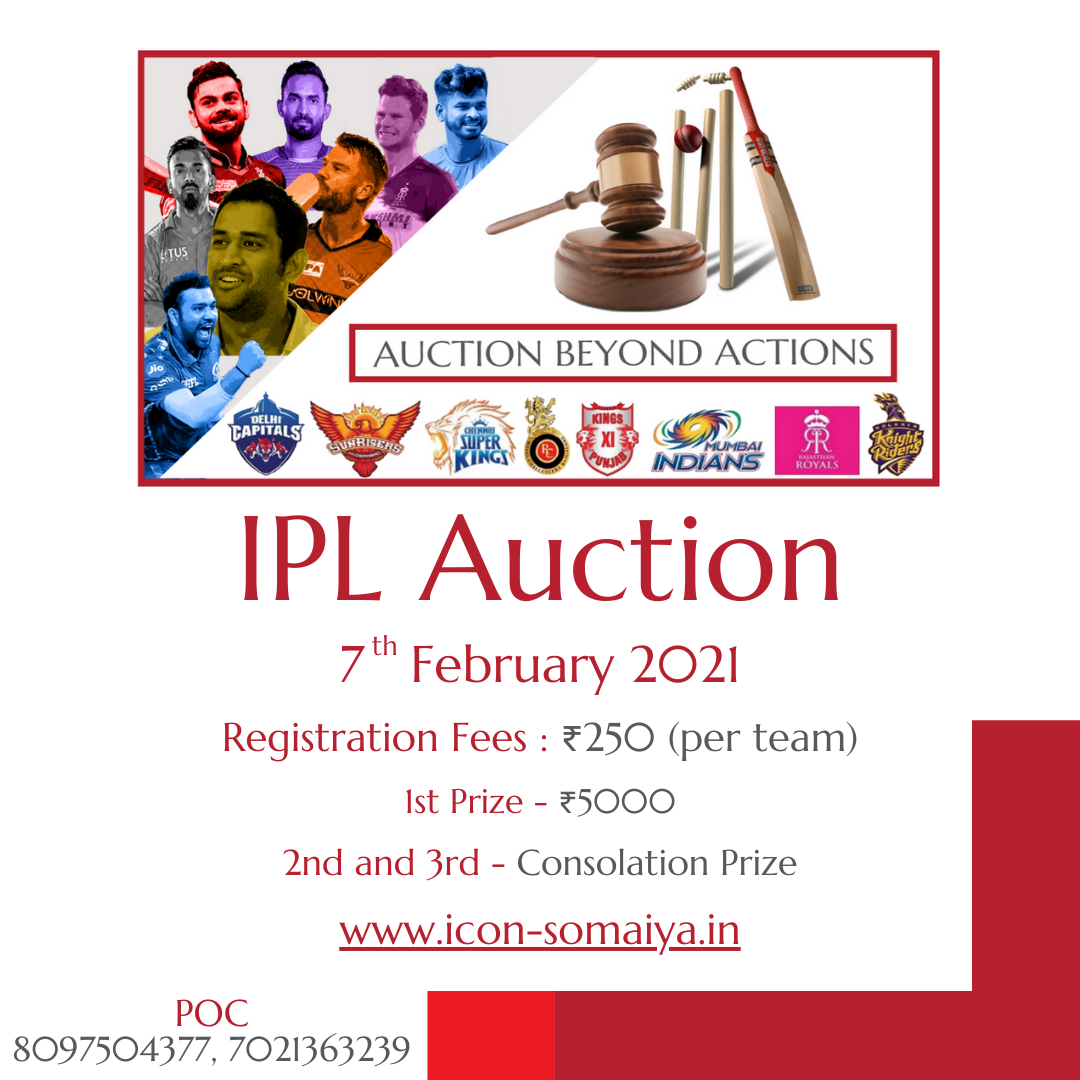 AUCTION BEYOND ACTIONS
DELHI
CAPITALS
SUNRISERS
CHENNAI
SUPER
KINGS
KINGS
XI
PUNJAB
MUMBAI
INDIANS
RAJASTHAN
ROYALS
KOLKATA
Knight
Riders
Jio
IPL Auction
7th February 2021
Registration Fees : ₹250 (per team)
1st Prize - ₹5000
2nd and 3rd - Consolation Prize
www.icon-somaiya.in
POC
8097504377, 7021363239